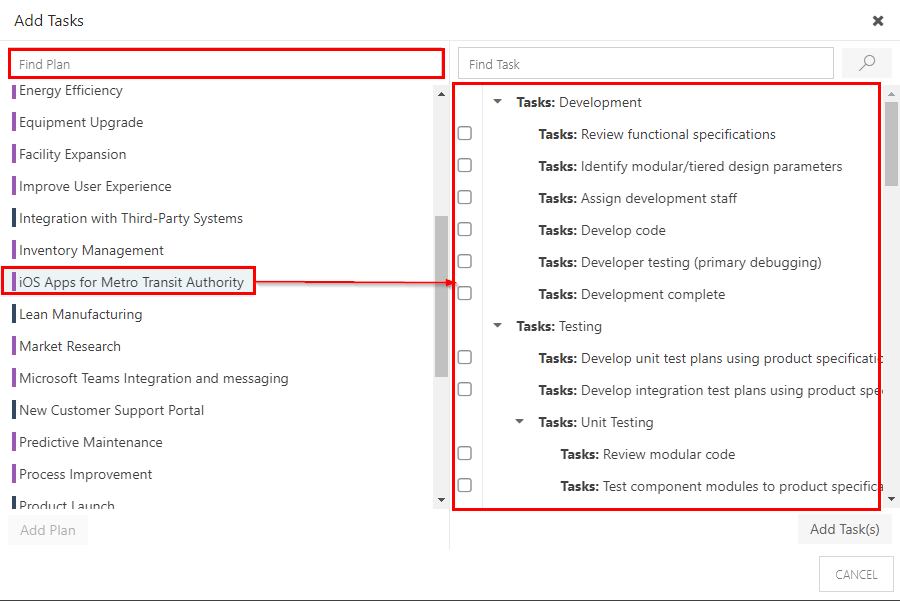 Add Tasks
Find Plan
Energy Efficiency
Equipment Upgrade
Facility Expansion
Improve User Experience
Integration with Third-Party Systems
Inventory Management
iOS Apps for Metro Transit Authority
Lean Manufacturing
Market Research
Microsoft Teams Integration and messaging
New Customer Support Portal
Predictive Maintenance
Process Improvement
Product Launch
Add Plan
Find Task
Tasks: Development
Tasks: Review functional specifications
Tasks: Identify modular/tiered design parameters
Tasks: Assign development staff
Tasks: Develop code
Tasks: Developer testing (primary debugging)
Tasks: Development complete
Tasks: Testing
Tasks: Develop unit test plans using product specificatic
Tasks: Develop integration test plans using product spe
Tasks: Unit Testing
Tasks: Review modular code
Tasks: Test component modules to product specifica
Add Task(s)
CANCEL